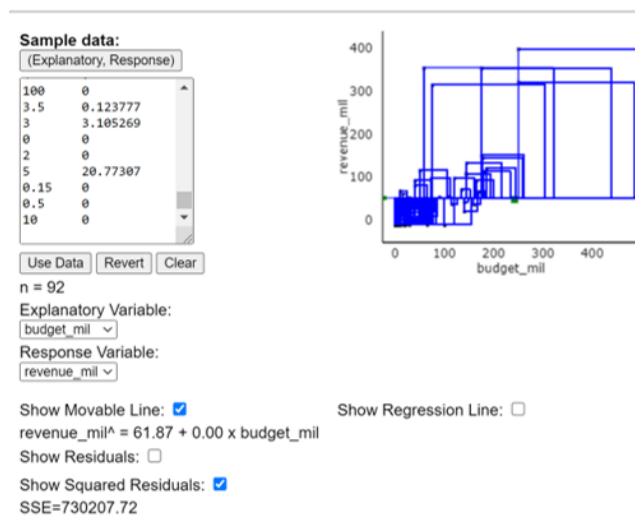 Sample data:
(Explanatory, Response)
100 0
3.5 0.123777
3 3.105269
0 0
2 0
5 20.77307
0.15 0
0.5 0
10 0
Use Data Revert Clear
n = 92
Explanatory Variable:
budget_mil
Response Variable:
revenue_mil
400
300
200
100
0
revenue_mil
0 100 200 300 400
budget_mil
Show Movable Line:
revenue_mil^ = 61.87 + 0.00 x budget_mil
Show Residuals:
Show Squared Residuals:
SSE=730207.72
Show Regression Line: